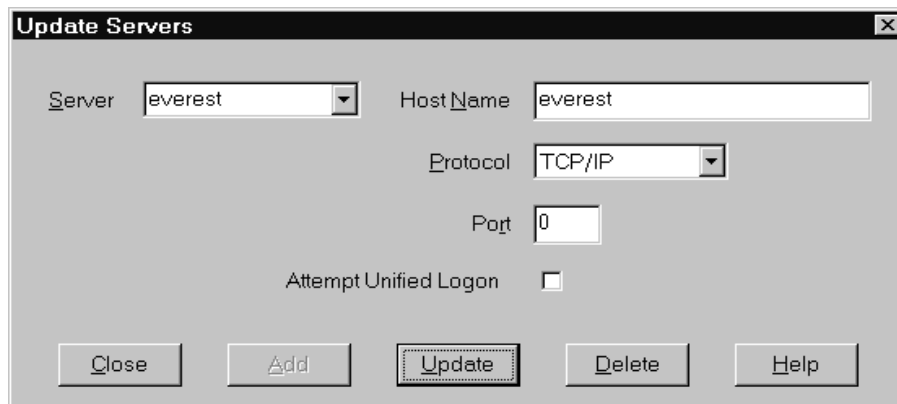 Update Servers
Server everest Host Name everest
Protocol TCP/IP
Port 0
Attempt Unified Logon
Close Add Update Delete Help